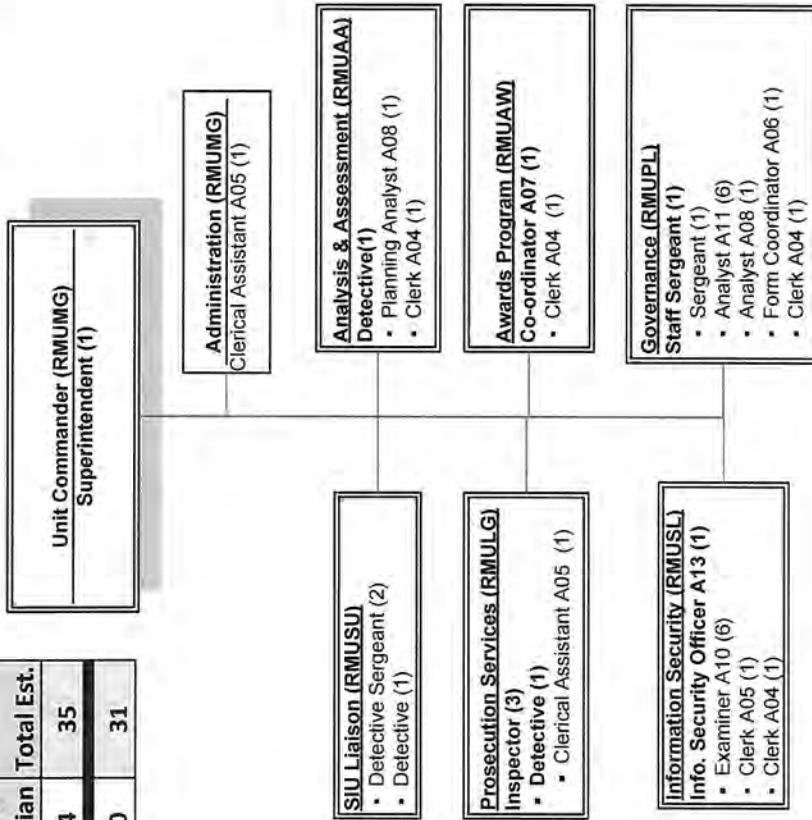 ian Total Est.
4 35
0 31
Unit Commander (RMUMG)
Superintendent (1)
Administration (RMUMG)
Clerical Assistant A05 (1)
SIU Liaison (RMUSU)
• Detective Sergeant (2)
• Detective (1)
Analysis & Assessment (RMUAA)
Detective(1)
• Planning Analyst A08 (1)
• Clerk A04 (1)
Prosecution Services (RMULG)
Inspector (3)
• Detective (1)
• Clerical Assistant A05 (1)
Awards Program (RMUAW)
Co-ordinator A07 (1)
• Clerk A04 (1)
Information Security (RMUSL)
Info. Security Officer A13 (1)
• Examiner A10 (6)
• Clerk A05 (1)
• Clerk A04 (1)
Governance (RMUPL)
Staff Sergeant (1)
• Sergeant (1)
• Analyst A11 (6)
• Analyst A08 (1)
• Form Coordinator A06 (1)
• Clerk A04 (1)